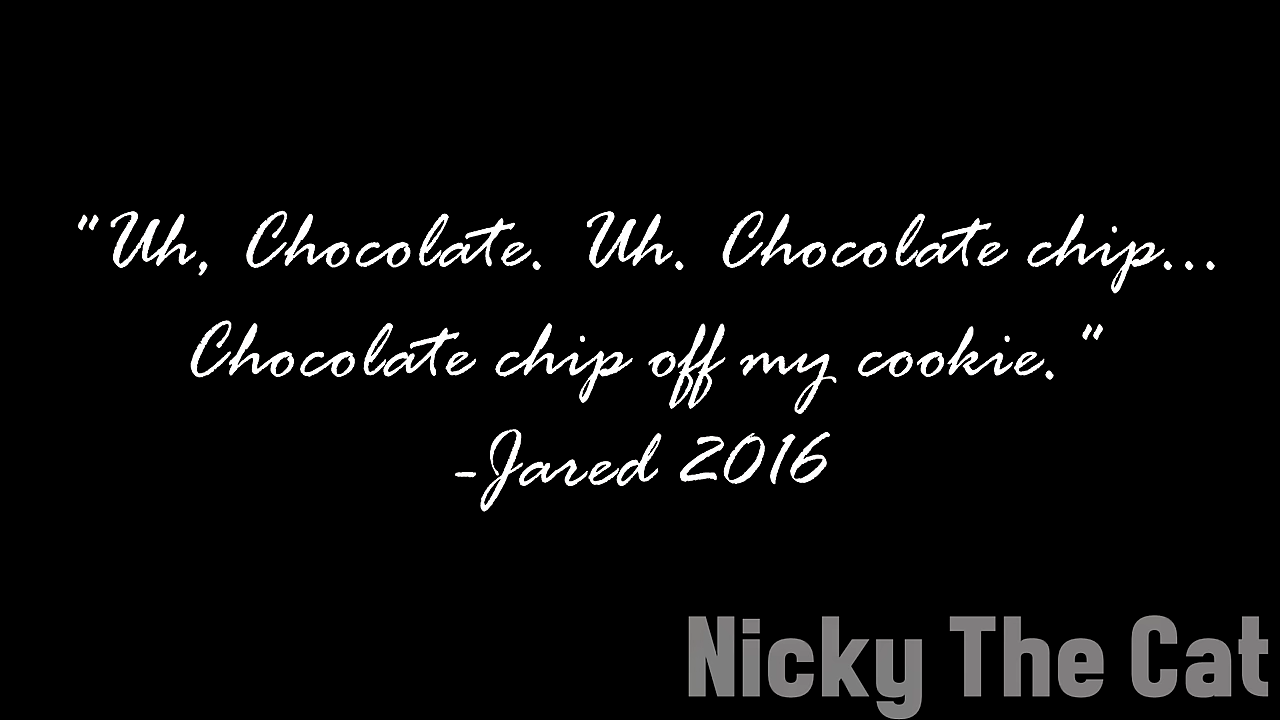 "Uh, Chocolate. Uh. Chocolate chip...
Chocolate chip off my cookie."
-Jared 2016
Nicky The Cat